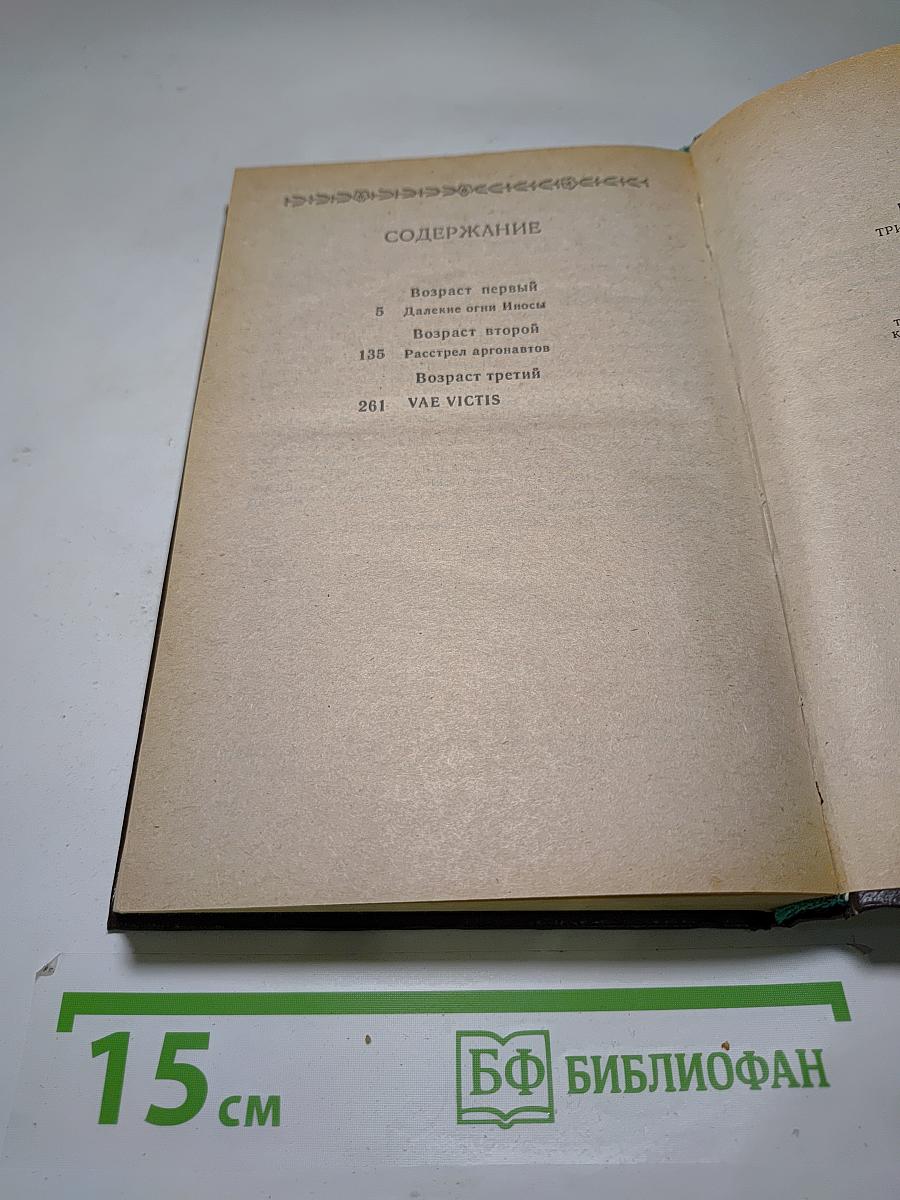 СОДЕРЖАНИЕ
Возраст первый
5 Далекие огни Иносы
Возраст второй
135 Расстрел аргонавтов
Возраст третий
261 VAE VICTIS
ТРИ
15 см
БФ БИБЛИОФАН